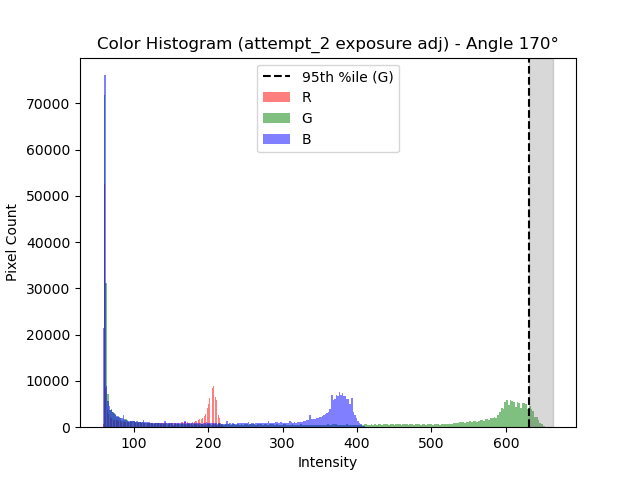 Color Histogram (attempt_2 exposure adj) - Angle 170°
95th %ile (G)
R
G
B
70000
60000
50000
40000
30000
20000
10000
0
Pixel Count
100 200 300 400 500 600
Intensity